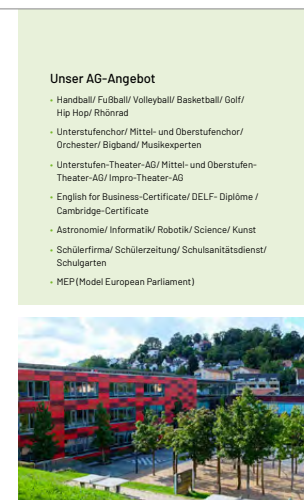 Unser AG-Angebot
• Handball/ Fußball/ Volleyball/ Basketball/ Golf/
Hip Hop/ Rhönrad
• Unterstufenchor/ Mittel- und Oberstufenchor/
Orchester/ Bigband/ Musikexperten
• Unterstufen-Theater-AG/ Mittel- und Oberstufen-
Theater-AG/ Impro-Theater-AG
• English for Business-Certificate/ DELF- Diplôme /
Cambridge-Certificate
• Astronomie/ Informatik/ Robotik/ Science/ Kunst
• Schülerfirma/ Schülerzeitung/ Schulsanitätsdienst/
Schulgarten
• MEP (Model European Parliament)